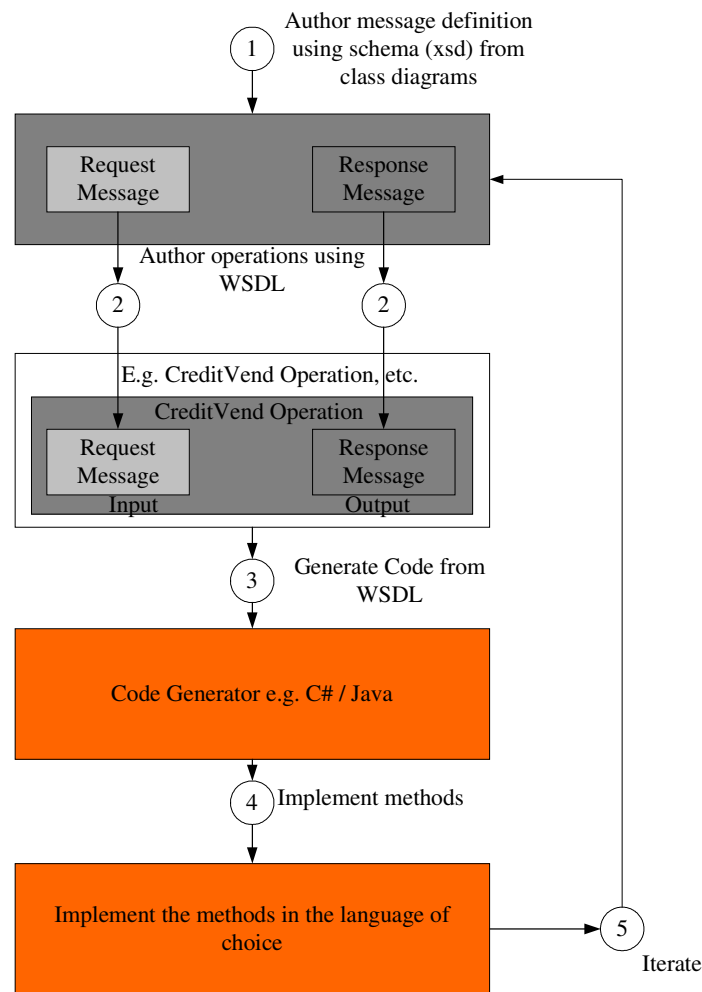 Author message definition
using schema (xsd) from
class diagrams
1
Request
Message
Response
Message
Author operations using
WSDL
2
2
E.g. CreditVend Operation, etc.
CreditVend Operation
Request
Message
Input
Response
Message
Output
3
Generate Code from
WSDL
Code Generator e.g. C# / Java
4
Implement methods
Implement the methods in the language of
choice
5
Iterate